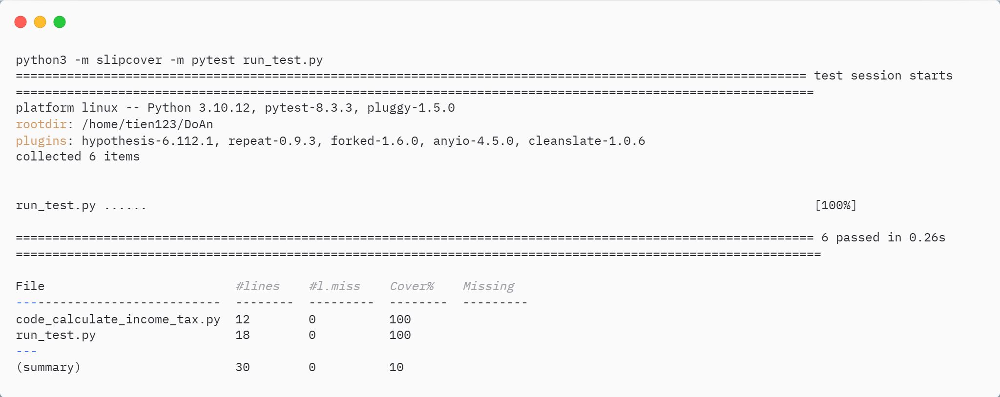 python3 -m slipcover -m pytest run_test.py
============================================================================================================ test session starts
=============================================================================================================
platform linux -- Python 3.10.12, pytest-8.3.3, pluggy-1.5.0
rootdir: /home/tien123/DoAn
plugins: hypothesis-6.112.1, repeat-0.9.3, forked-1.6.0, anyio-4.5.0, cleanslate-1.0.6
collected 6 items
run_test.py ...... [100%]
============================================================================================================= 6 passed in 0.26s
==============================================================================================================
File #lines #l.miss Cover% Missing
---------------------------- -------- --------- -------- ---------
code_calculate_income_tax.py 12 0 100
run_test.py 18 0 100
---
(summary) 30 0 10